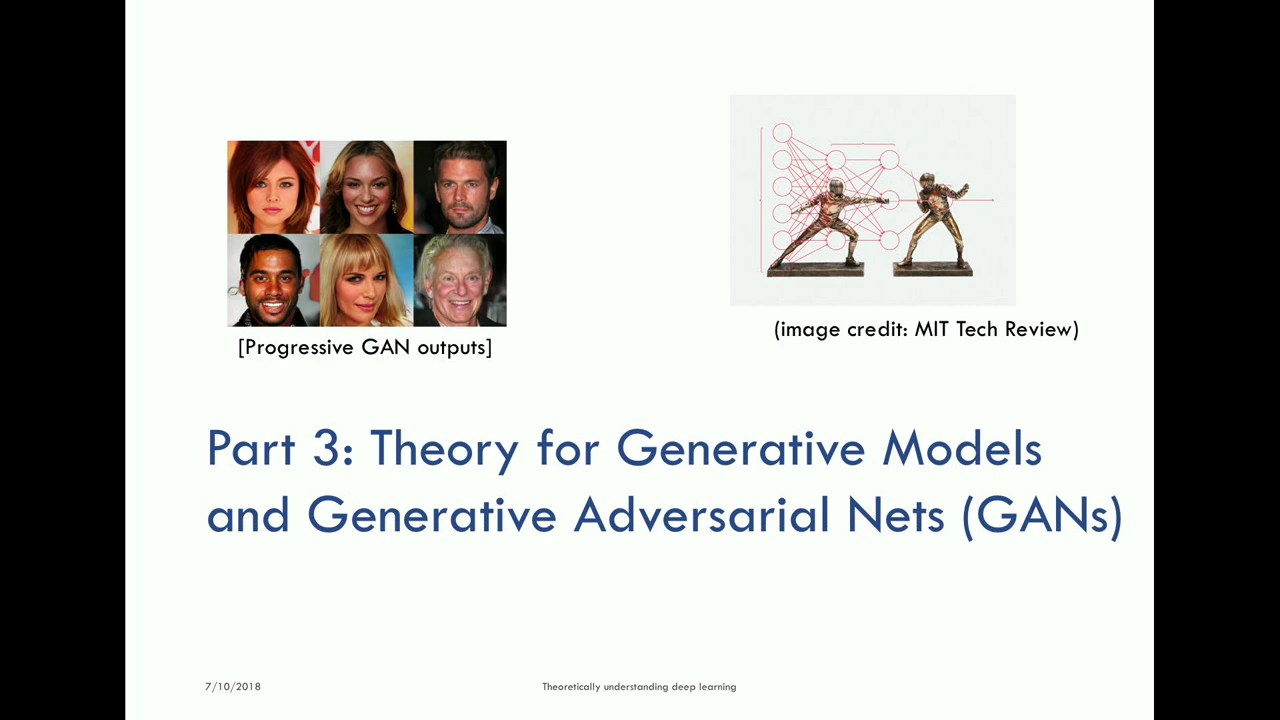 [Progressive GAN outputs]
(image credit: MIT Tech Review)
Part 3: Theory for Generative Models
and Generative Adversarial Nets (GANs)
7/10/2018
Theoretically understanding deep learning